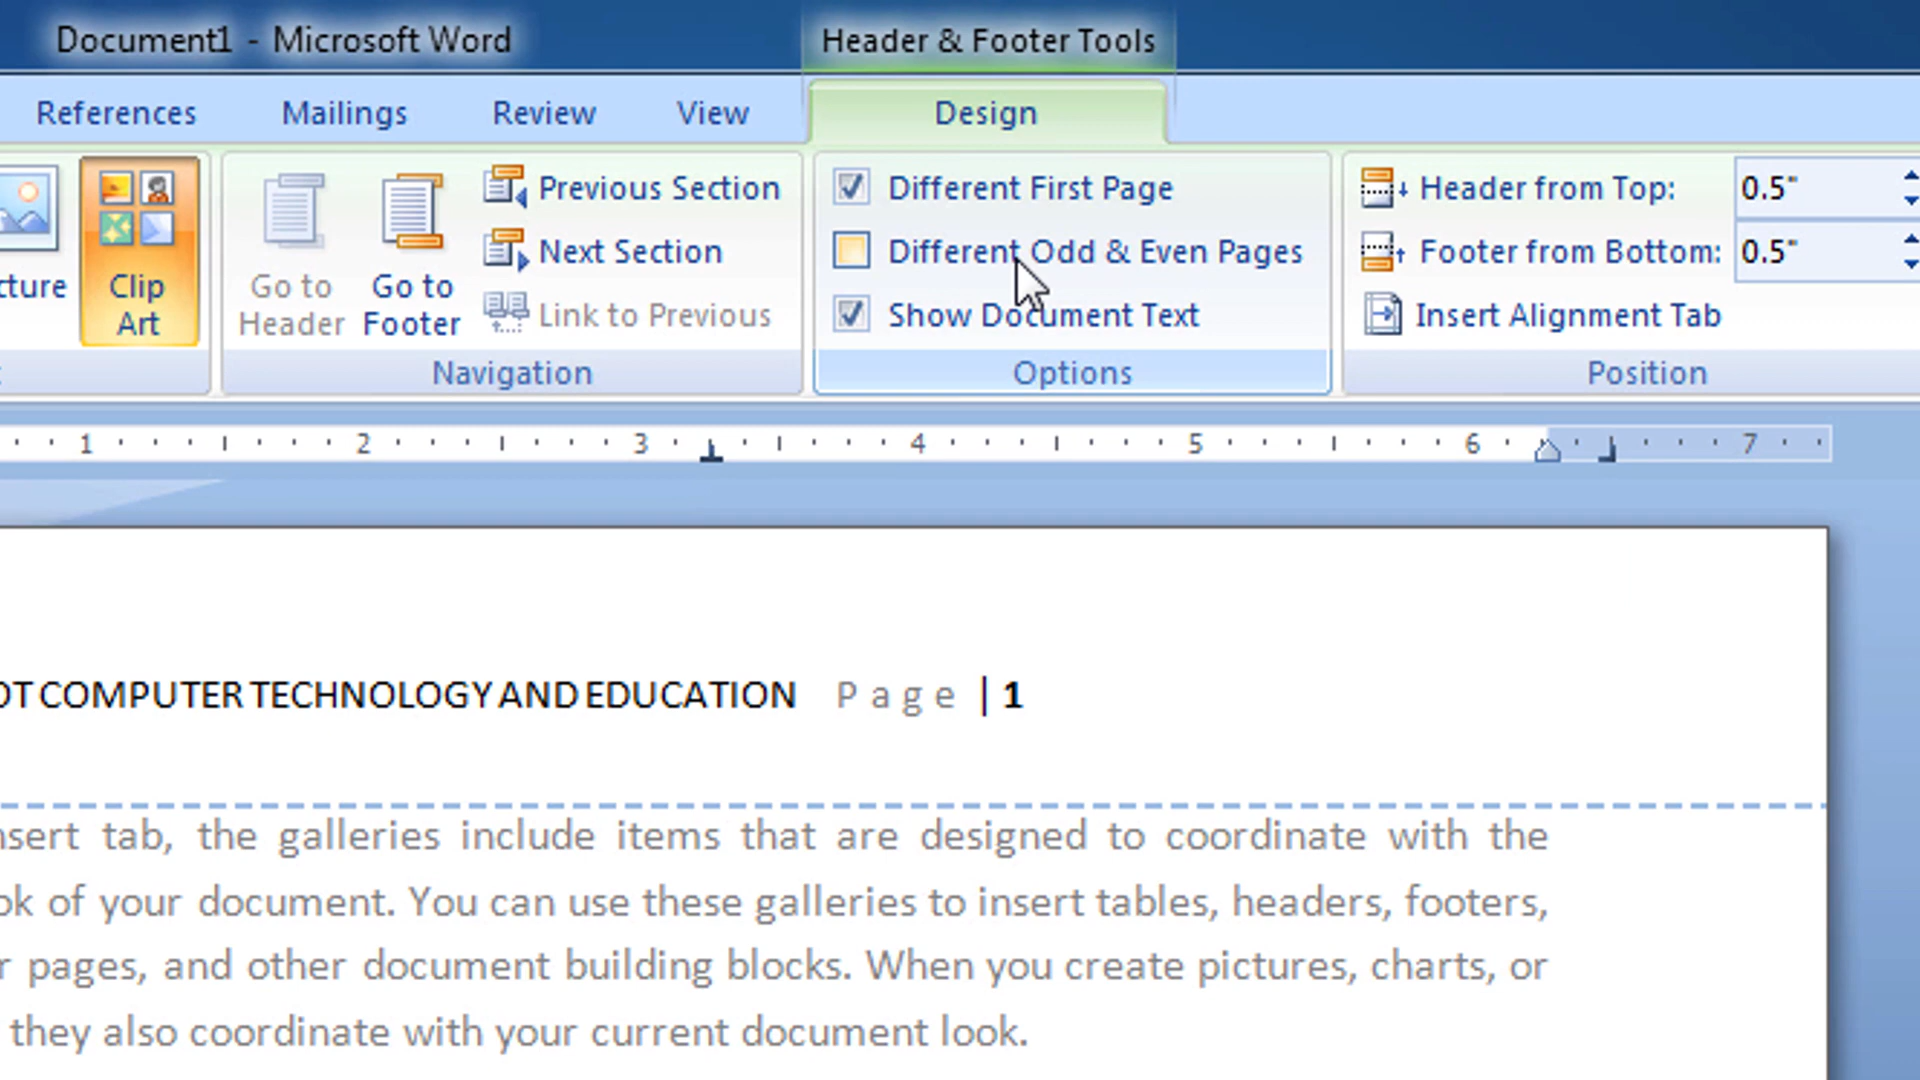 Document1 - Microsoft Word
Header & Footer Tools
References Mailings Review View Design
cture
Clip Art
Go to Header
Go to Footer
Previous Section
Next Section
Link to Previous
Navigation
Different First Page
Different Odd & Even Pages
Show Document Text
Options
Header from Top: 0.5"
Footer from Bottom: 0.5"
Insert Alignment Tab
Position
1 2 3 4 5 6 7
OT COMPUTER TECHNOLOGY AND EDUCATION Page | 1
nsert tab, the galleries include items that are designed to coordinate with the
ok of your document. You can use these galleries to insert tables, headers, footers,
r pages, and other document building blocks. When you create pictures, charts, or
they also coordinate with your current document look.